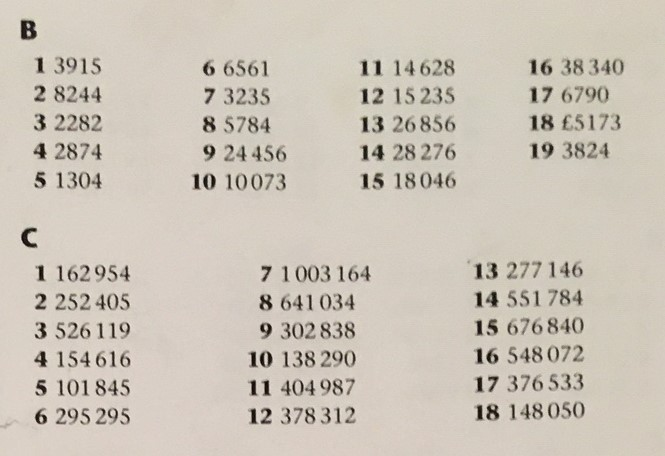 B
1 3915
2 8244
3 2282
4 2874
5 1304
6 6561
7 3235
8 5784
9 24 456
10 10 073
11 14 628
12 15 235
13 26 856
14 28 276
15 18 046
16 38 340
17 6790
18 £5173
19 3824
C
1 162 954
2 252 405
3 526 119
4 154 616
5 101 845
6 295 295
7 1 003 164
8 641 034
9 302 838
10 138 290
11 404 987
12 378 312
13 277 146
14 551 784
15 676 840
16 548 072
17 376 533
18 148 050